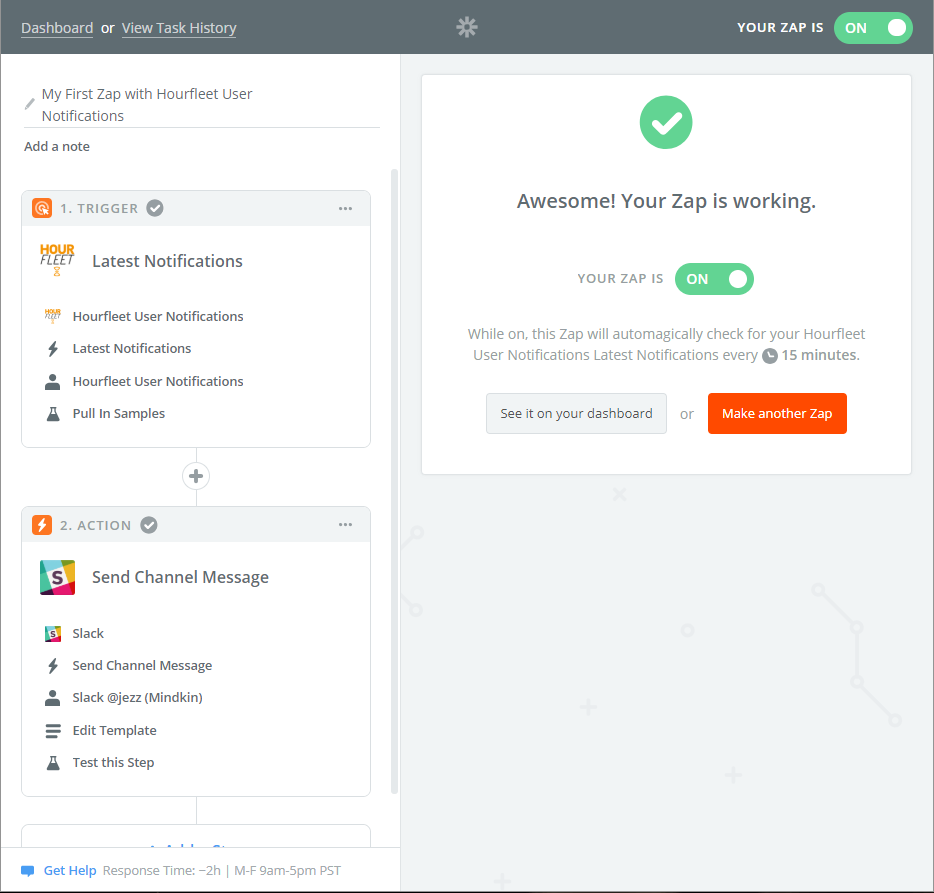 Dashboard or View Task History
YOUR ZAP IS ON
My First Zap with Hourfleet User
Notifications
Add a note
1. TRIGGER
HOUR
FLEET
Latest Notifications
Hourfleet User Notifications
Latest Notifications
Hourfleet User Notifications
Pull In Samples
2. ACTION
S
Send Channel Message
S
Slack
Send Channel Message
Slack @jezz (Mindkin)
Edit Template
Test this Step
Get Help Response Time: ~2h | M-F 9am-5pm PST
Awesome! Your Zap is working.
YOUR ZAP IS ON
While on, this Zap will automagically check for your Hourfleet
User Notifications Latest Notifications every 15 minutes.
See it on your dashboard or Make another Zap